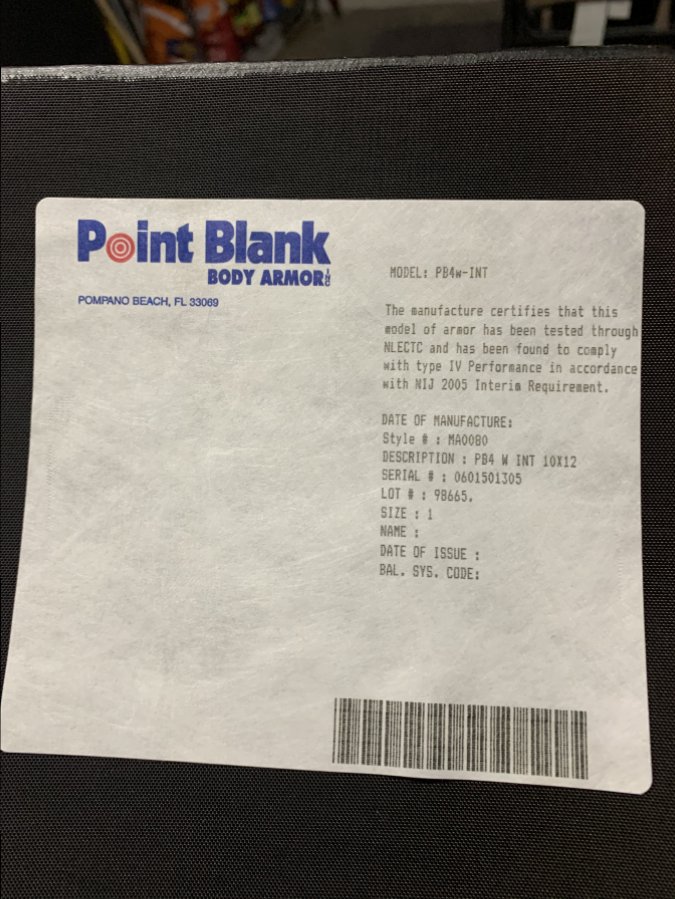 Point Blank
BODY ARMOR INC
POMPANO BEACH, FL 33069
MODEL: PB4w-INT
The manufacture certifies that this
model of armor has been tested through
NLECTC and has been found to comply
with type IV Performance in accordance
with NIJ 2005 Interim Requirement.
DATE OF MANUFACTURE:
Style # : MA0080
DESCRIPTION : PB4 W INT 10X12
SERIAL # : 0601501305
LOT # : 98665.
SIZE : 1
NAME :
DATE OF ISSUE :
BAL. SYS. CODE: